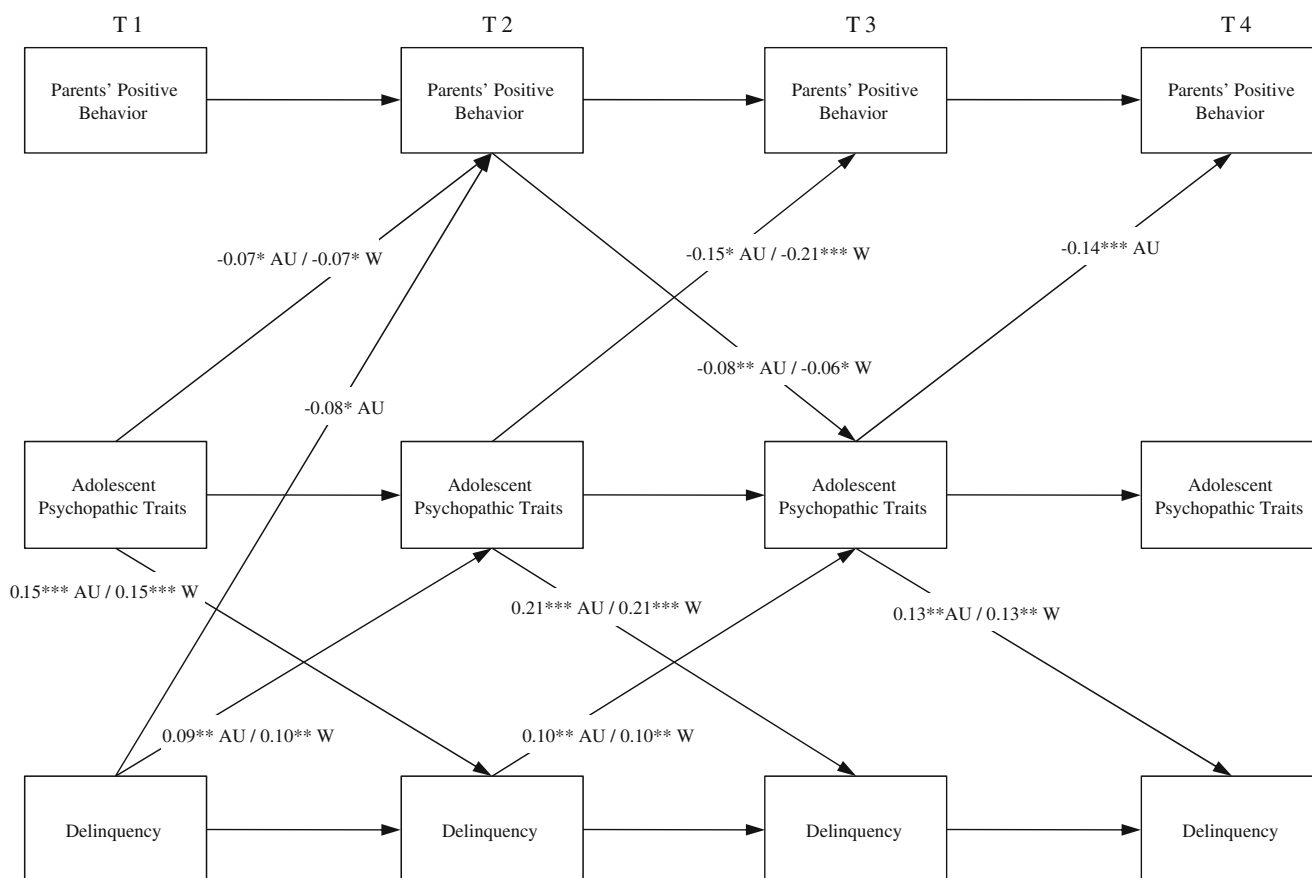 T 1
T 2
T 3
T 4
Parents' Positive
Behavior
Parents' Positive
Behavior
Parents' Positive
Behavior
Parents' Positive
Behavior
-0.07* AU / -0.07* W
-0.15* AU / -0.21*** W
-0.14*** AU
-0.08** AU / -0.06* W
-0.08* AU
Adolescent
Psychopathic Traits
Adolescent
Psychopathic Traits
Adolescent
Psychopathic Traits
Adolescent
Psychopathic Traits
0.15*** AU / 0.15*** W
0.21*** AU / 0.21*** W
0.13**AU / 0.13** W
0.09** AU / 0.10** W
0.10** AU / 0.10** W
Delinquency
Delinquency
Delinquency
Delinquency